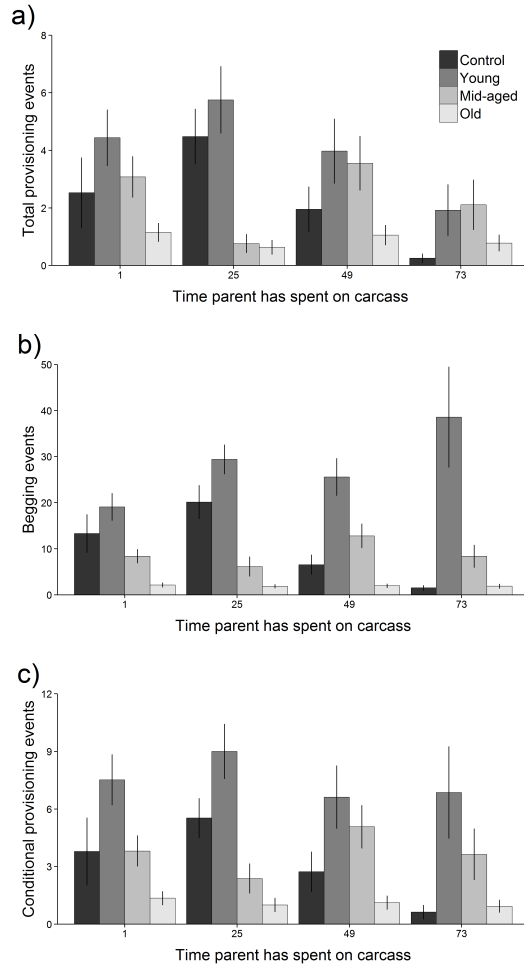 a)
8
6
4
2
0
Total provisioning events
Control
Young
Mid-aged
Old
1 25 49 73
Time parent has spent on carcass
b)
50
40
30
20
10
0
Begging events
1 25 49 73
Time parent has spent on carcass
c)
12
9
6
3
0
Conditional provisioning events
1 25 49 73
Time parent has spent on carcass